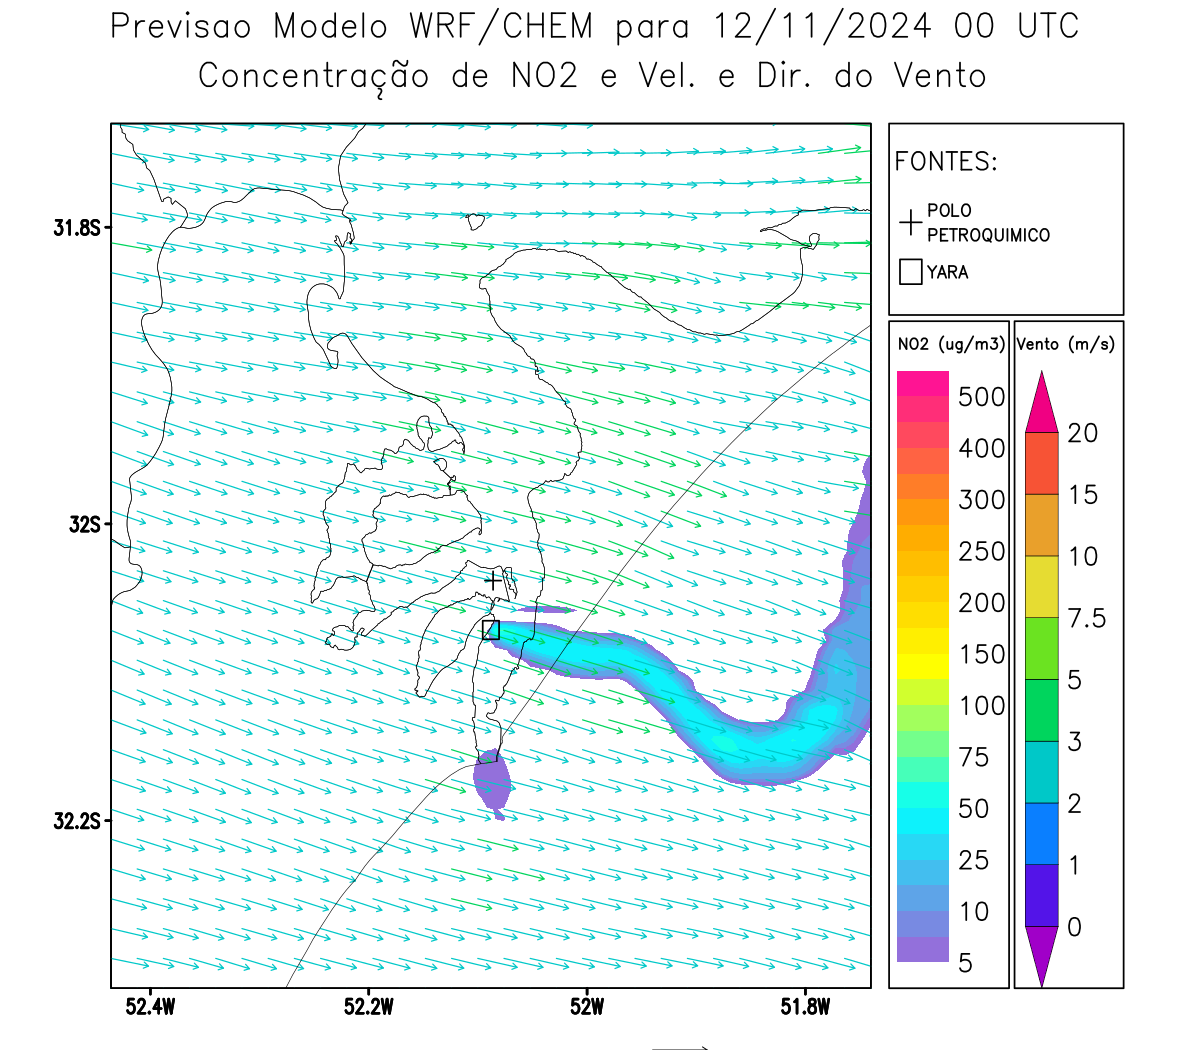 Previsao Modelo WRF/CHEM para 12/11/2024 00 UTC
Concentração de NO2 e Vel. e Dir. do Vento
FONTES:
POLO
PETROQUIMICO
YARA
NO2 (ug/m3)
500
400
300
250
200
150
100
75
50
25
10
5
Vento (m/s)
20
15
10
7.5
5
3
2
1
0
31.8S
32S
32.2S
52.4W
52.2W
52W
51.8W